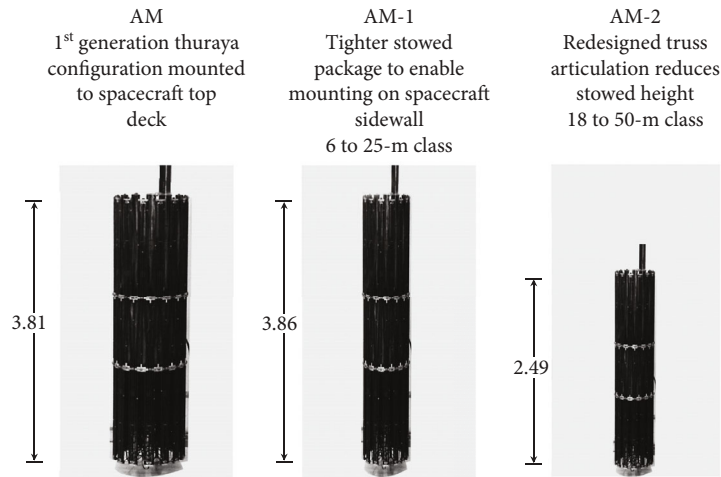 AM
1st generation thuraya
configuration mounted
to spacecraft top
deck
3.81
AM-1
Tighter stowed
package to enable
mounting on spacecraft
sidewall
6 to 25-m class
3.86
AM-2
Redesigned truss
articulation reduces
stowed height
18 to 50-m class
2.49